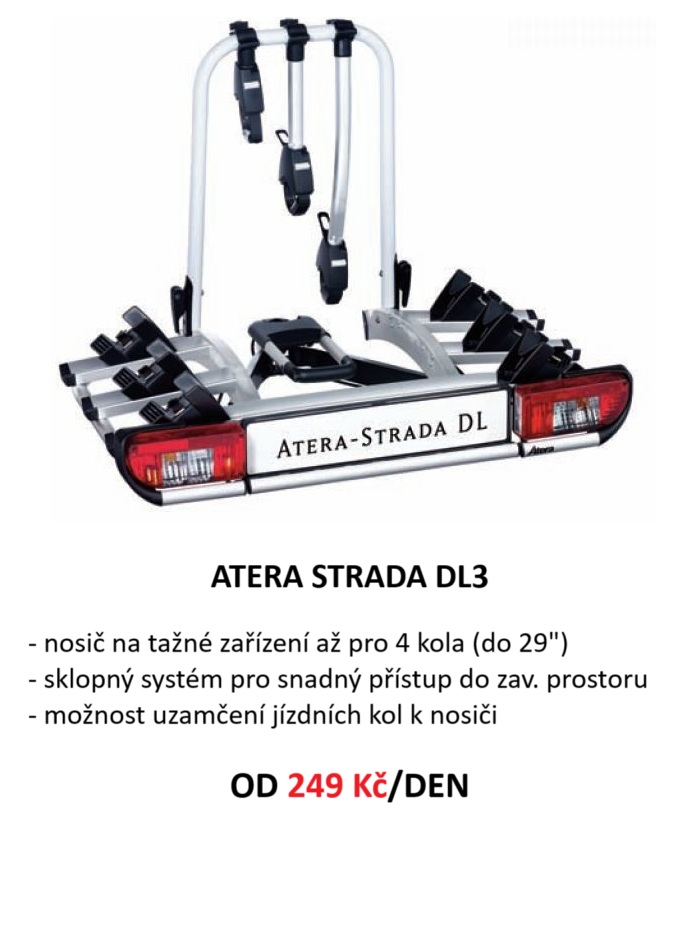 ATERA-STRADA DL
Atera
ATERA STRADA DL3
- nosič na tažné zařízení až pro 4 kola (do 29")
- sklopný systém pro snadný přístup do zav. prostoru
- možnost uzamčení jízdních kol k nosiči
OD 249 Kč/DEN